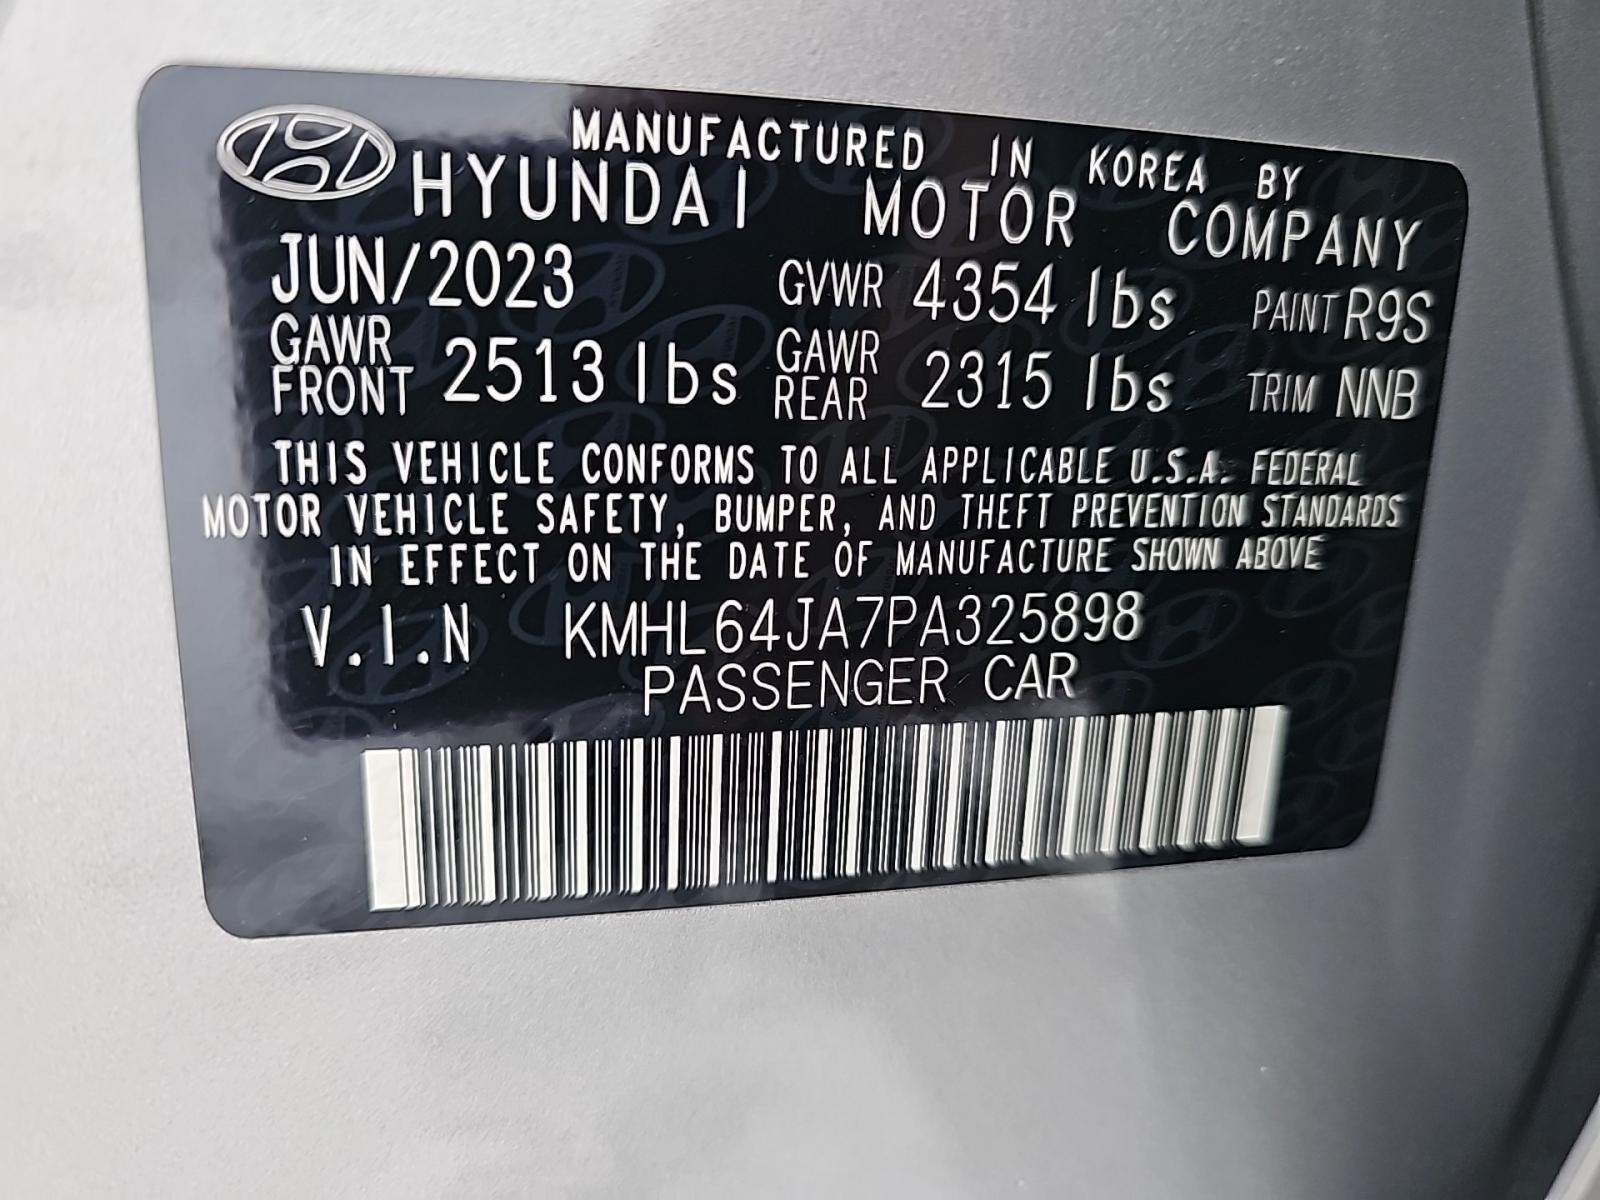 MANUFACTURED IN KOREA BY
HYUNDAI MOTOR COMPANY
JUN/2023 GVWR 4354 lbs PAINT R9S
GAWR FRONT 2513 lbs GAWR REAR 2315 lbs TRIM NNB
THIS VEHICLE CONFORMS TO ALL APPLICABLE U.S.A. FEDERAL
MOTOR VEHICLE SAFETY, BUMPER, AND THEFT PREVENTION STANDARDS
IN EFFECT ON THE DATE OF MANUFACTURE SHOWN ABOVE
V.I.N KMHL64JA7PA325898
PASSENGER CAR